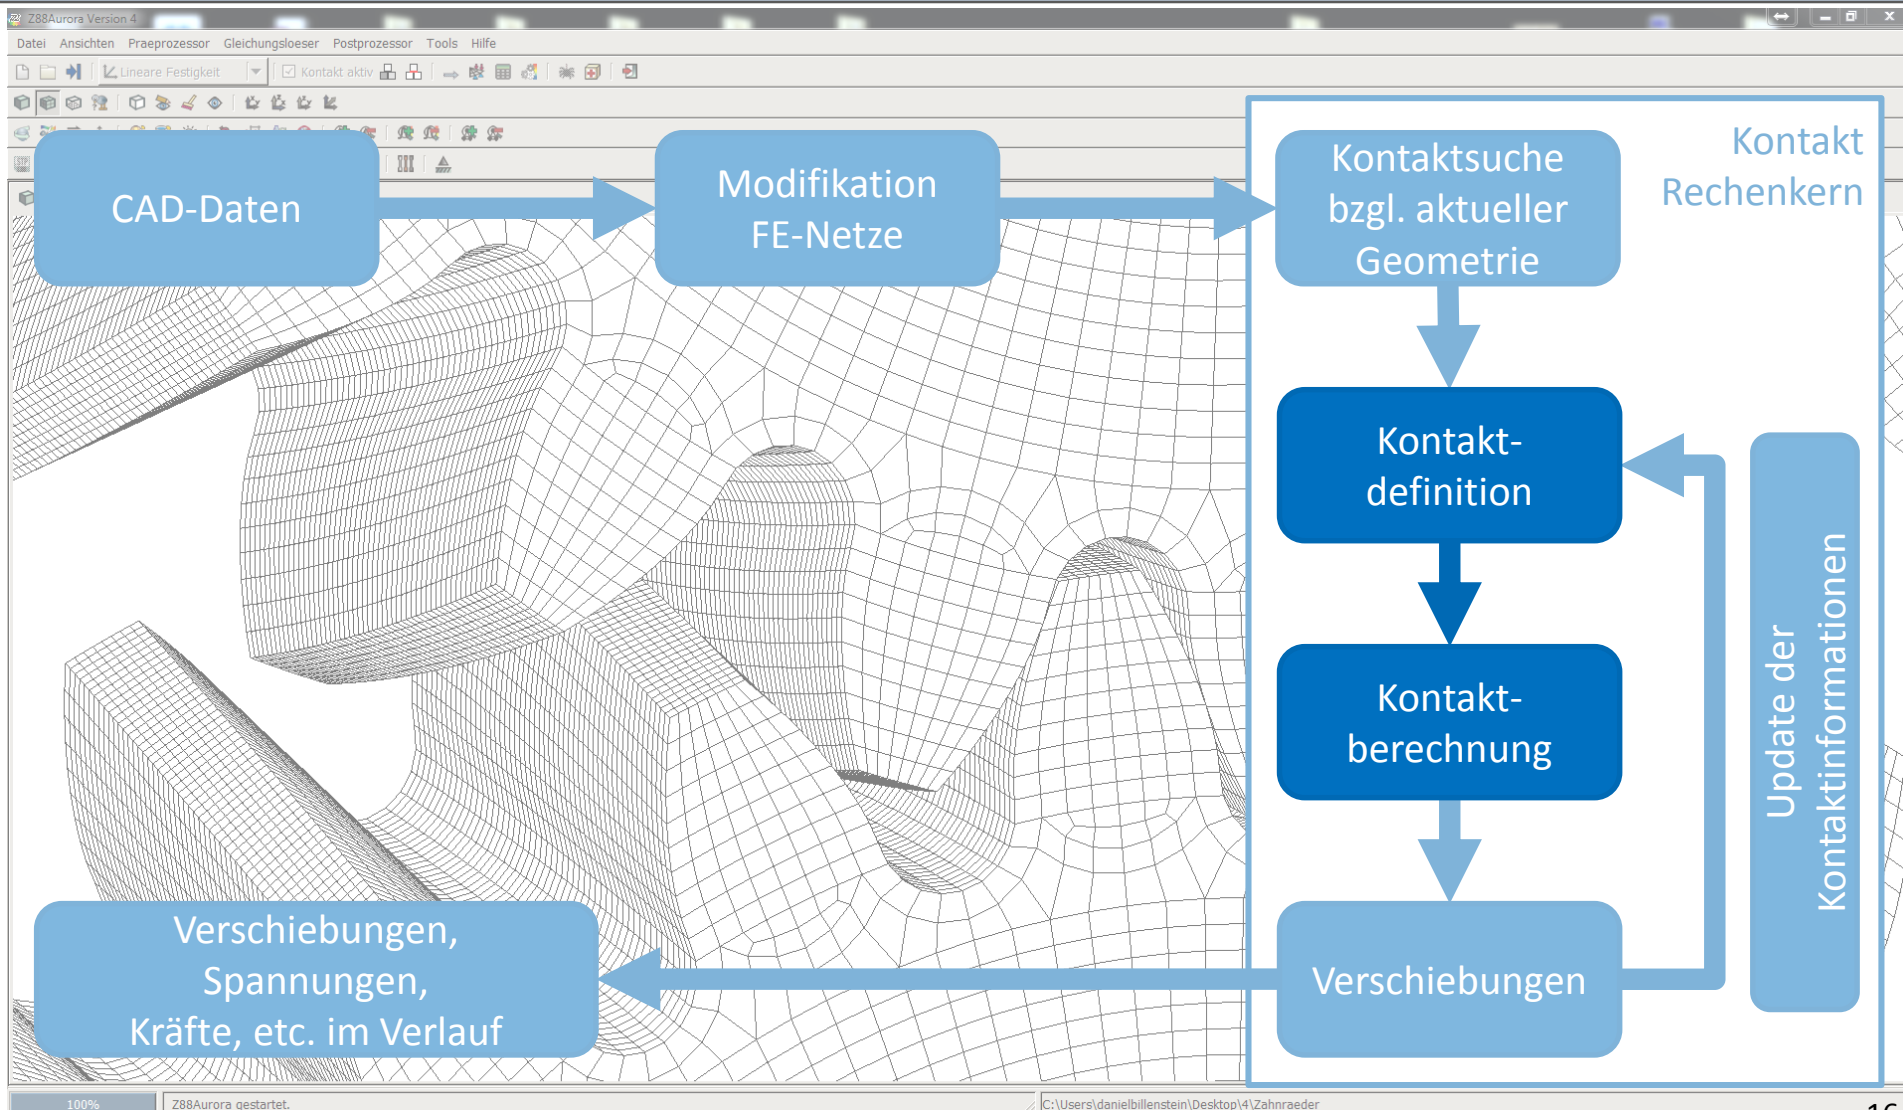 Z88Aurora Version 4
Datei Ansichten Praeprozessor Gleichungsloeser Postprozessor Tools Hilfe
Lineare Festigkeit
Kontakt aktiv
CAD-Daten
Modifikation
FE-Netze
Kontaktsuche
bzgl. aktueller
Geometrie
Kontakt
Rechenkern
Kontakt-
definition
Kontakt-
berechnung
Update der
Kontaktinformationen
Verschiebungen
Verschiebungen,
Spannungen,
Kräfte, etc. im Verlauf
100%
Z88Aurora gestartet.
C:\Users\danielbillenstein\Desktop\4\Zahnraeder